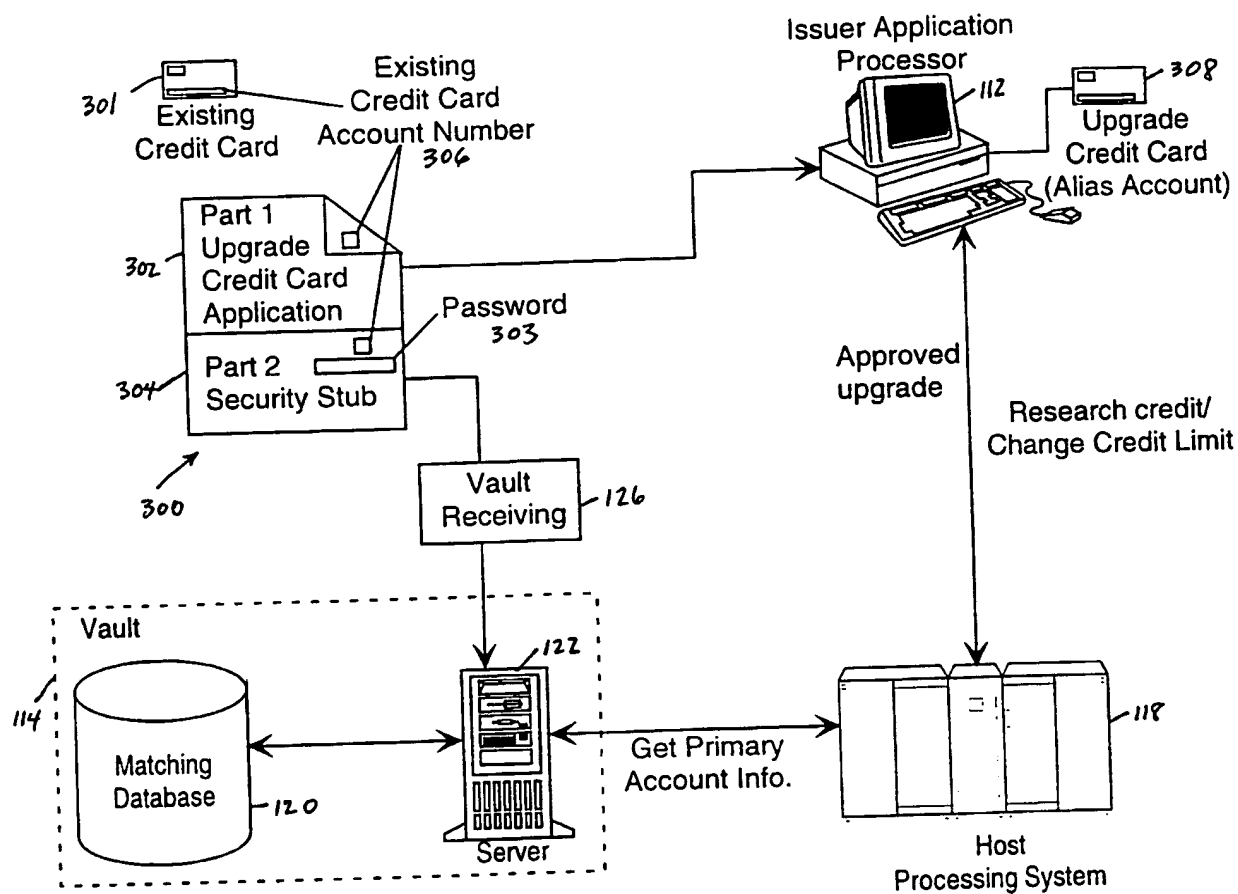 Issuer Application
Processor
112
308
Upgrade
Credit Card
(Alias Account)
301
Existing
Credit Card
Existing
Credit Card
Account Number
306
Part 1
Upgrade
Credit Card
Application
302
Password
303
Part 2
Security Stub
304
300
Approved
upgrade
Research credit/
Change Credit Limit
Vault
Receiving
126
Vault
114
Matching
Database
120
122
Server
Get Primary
Account Info.
118
Host
Processing System